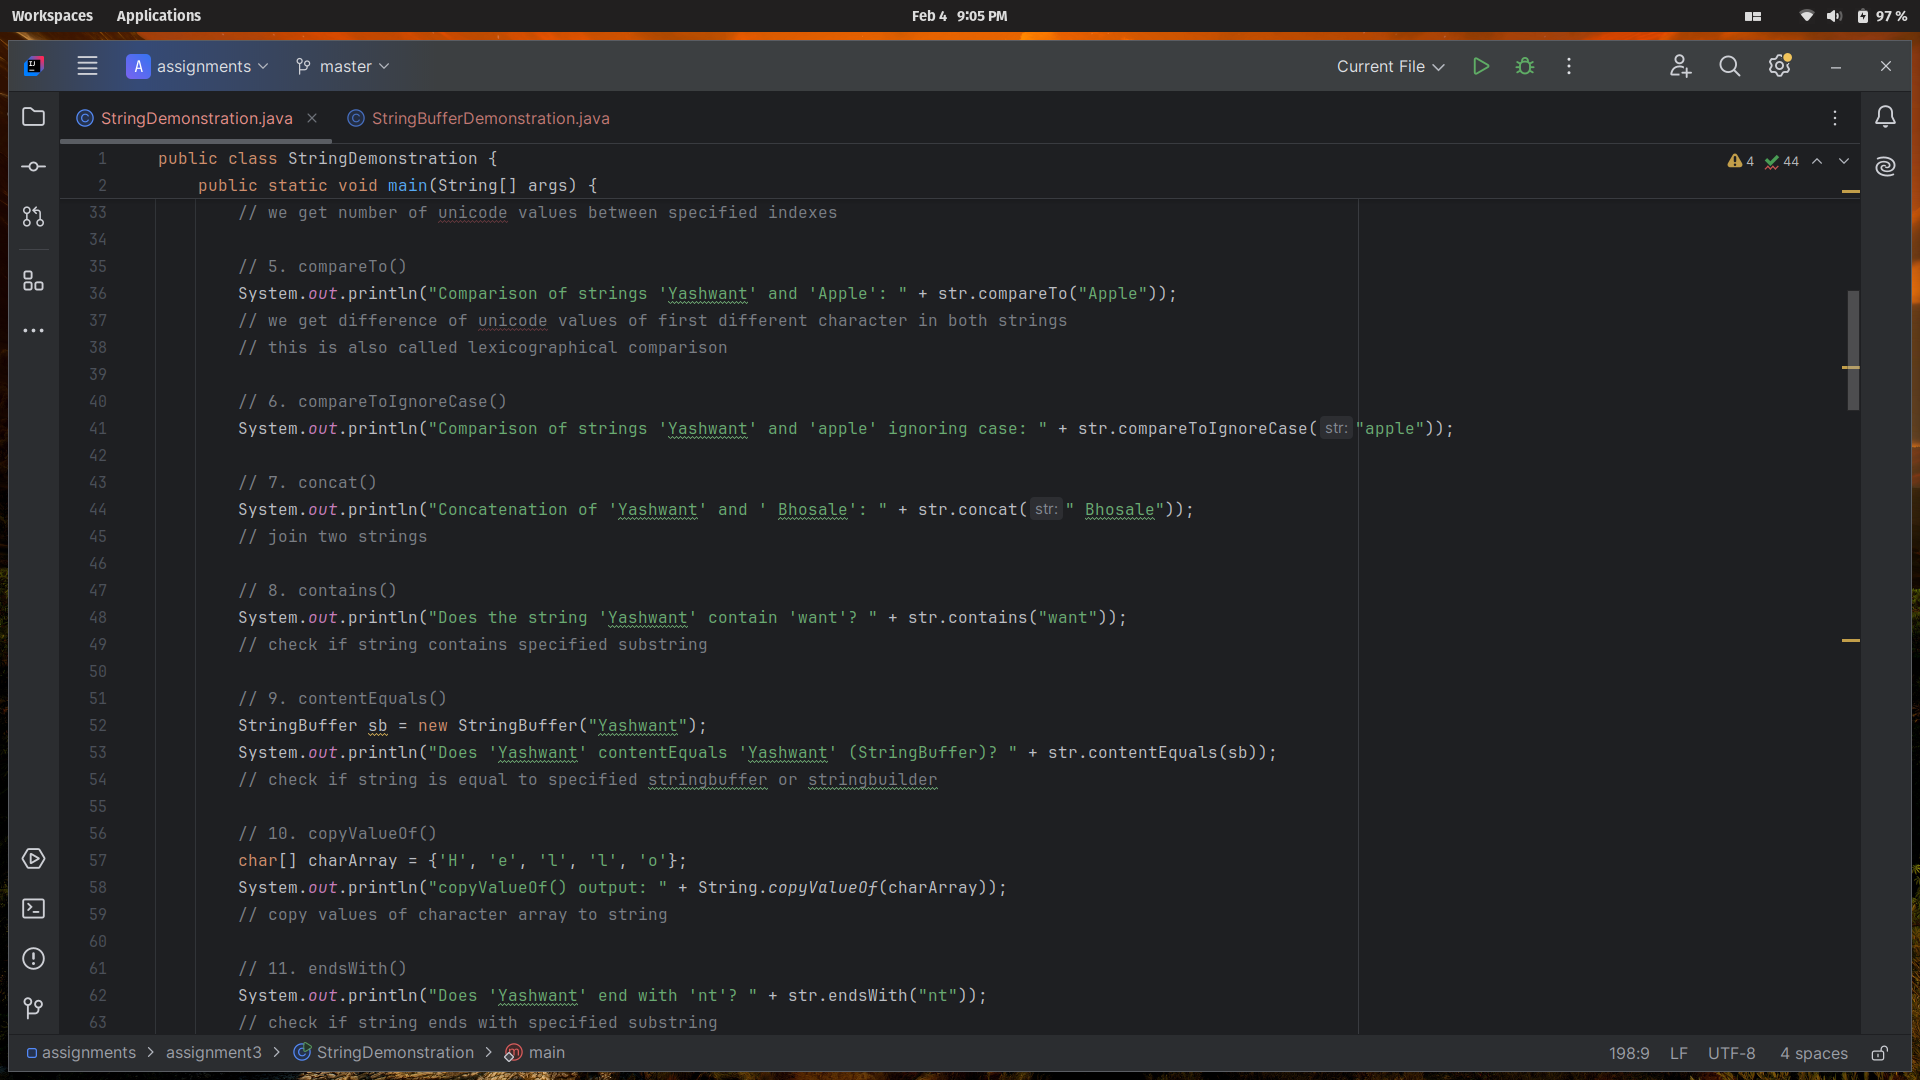 Workspaces Applications Feb 4 9:05 PM 97 %
A assignments master Current File
StringDemonstration.java StringBufferDemonstration.java
1 public class StringDemonstration { 4 44
2 public static void main(String[] args) {
33 // we get number of unicode values between specified indexes
34
35 // 5. compareTo()
36 System.out.println("Comparison of strings 'Yashwant' and 'Apple': " + str.compareTo("Apple"));
37 // we get difference of unicode values of first different character in both strings
38 // this is also called lexicographical comparison
39
40 // 6. compareToIgnoreCase()
41 System.out.println("Comparison of strings 'Yashwant' and 'apple' ignoring case: " + str.compareToIgnoreCase( str: "apple"));
42
43 // 7. concat()
44 System.out.println("Concatenation of 'Yashwant' and ' Bhosale': " + str.concat( str: " Bhosale"));
45 // join two strings
46
47 // 8. contains()
48 System.out.println("Does the string 'Yashwant' contain 'want'? " + str.contains("want"));
49 // check if string contains specified substring
50
51 // 9. contentEquals()
52 StringBuffer sb = new StringBuffer("Yashwant");
53 System.out.println("Does 'Yashwant' contentEquals 'Yashwant' (StringBuffer)? " + str.contentEquals(sb));
54 // check if string is equal to specified stringbuffer or stringbuilder
55
56 // 10. copyValueOf()
57 char[] charArray = {'H', 'e', 'l', 'l', 'o'};
58 System.out.println("copyValueOf() output: " + String.copyValueOf(charArray));
59 // copy values of character array to string
60
61 // 11. endsWith()
62 System.out.println("Does 'Yashwant' end with 'nt'? " + str.endsWith("nt"));
63 // check if string ends with specified substring
assignments > assignment3 > StringDemonstration > main 198:9 LF UTF-8 4 spaces